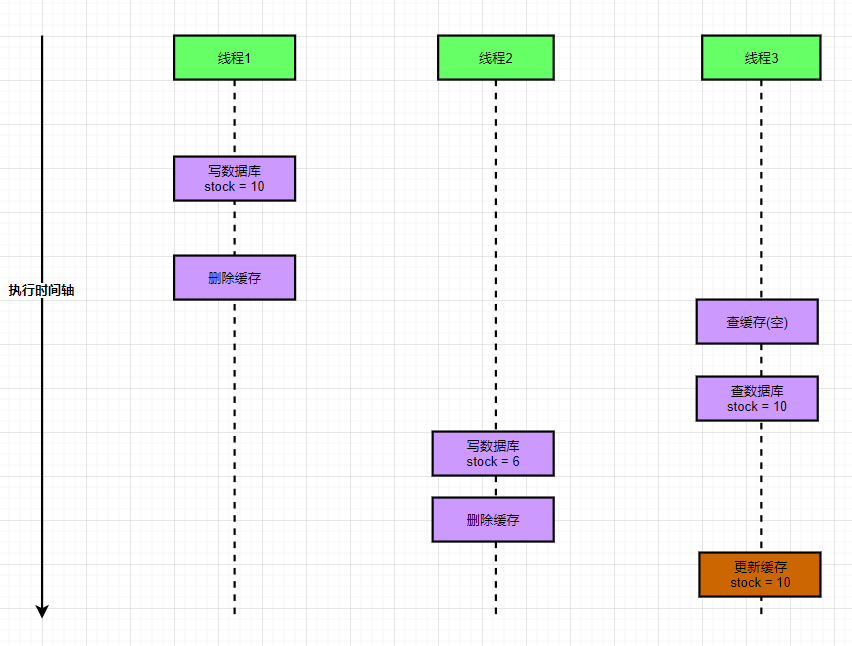 线程1
线程2
线程3
写数据库
stock = 10
删除缓存
执行时间轴
查缓存(空)
查数据库
stock = 10
写数据库
stock = 6
删除缓存
更新缓存
stock = 10